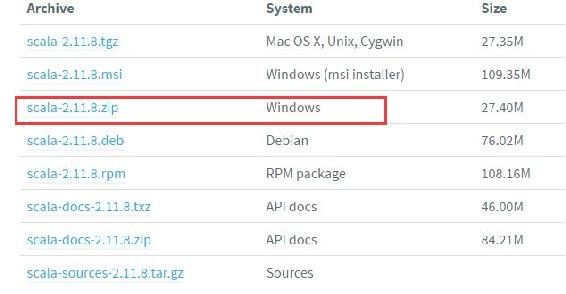 Archive System Size
scala-2.11.8.tgz Mac OS X, Unix, Cygwin 27.35M
scala-2.11.8.msi Windows (msi installer) 109.35M
scala-2.11.8.zip Windows 27.40M
scala-2.11.8.deb Debian 76.02M
scala-2.11.8.rpm RPM package 108.16M
scala-docs-2.11.8.txz API docs 46.00M
scala-docs-2.11.8.zip API docs 84.21M
scala-sources-2.11.8.tar.gz Sources